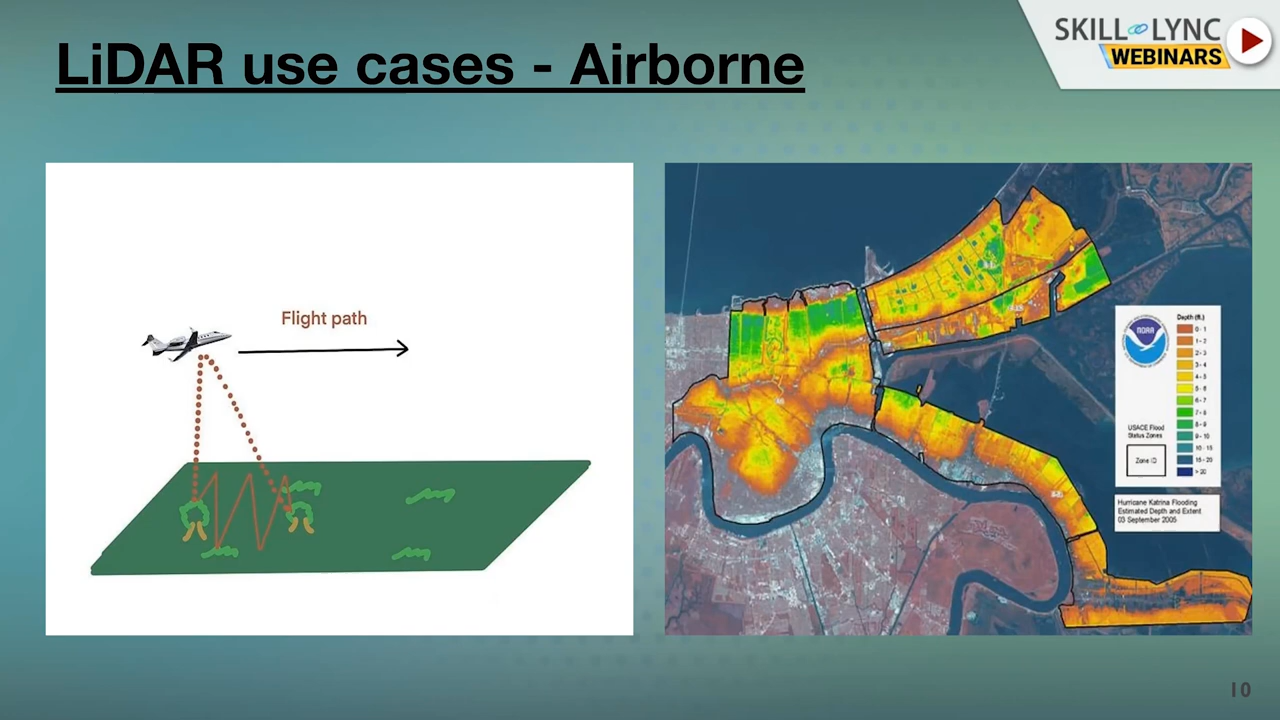 LiDAR use cases - Airborne
SKILL LYNC
WEBINARS
Flight path
NOAA
Depth (ft.)
0 - 1
1 - 2
2 - 3
3 - 4
4 - 5
5 - 6
6 - 7
7 - 8
8 - 9
9 - 10
10 - 15
15 - 20
> 20
USACE Flood
Status Zones
Zone ID
Hurricane Katrina Flooding
Estimated Depth and Extent
03 September 2005
10